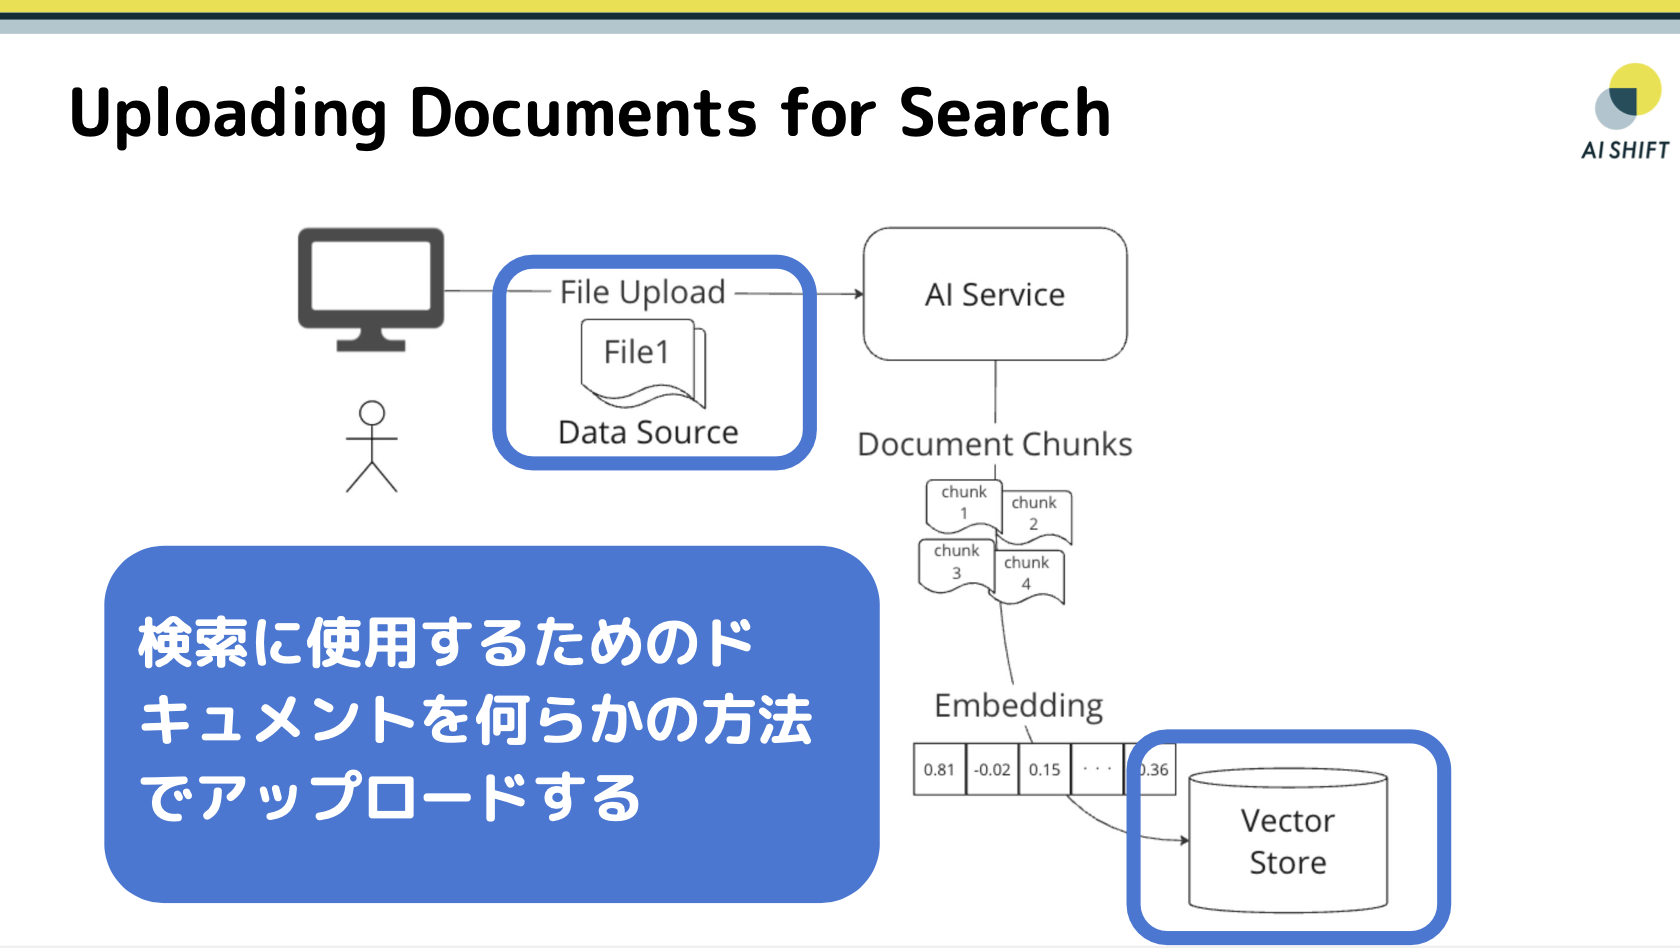 Uploading Documents for Search
AI SHIFT
File Upload
File1
Data Source
AI Service
Document Chunks
chunk
1
chunk
2
chunk
3
chunk
4
検索に使用するためのド
キュメントを何らかの方法
でアップロードする
Embedding
0.81 -0.02 0.15 · · · 0.36
Vector
Store